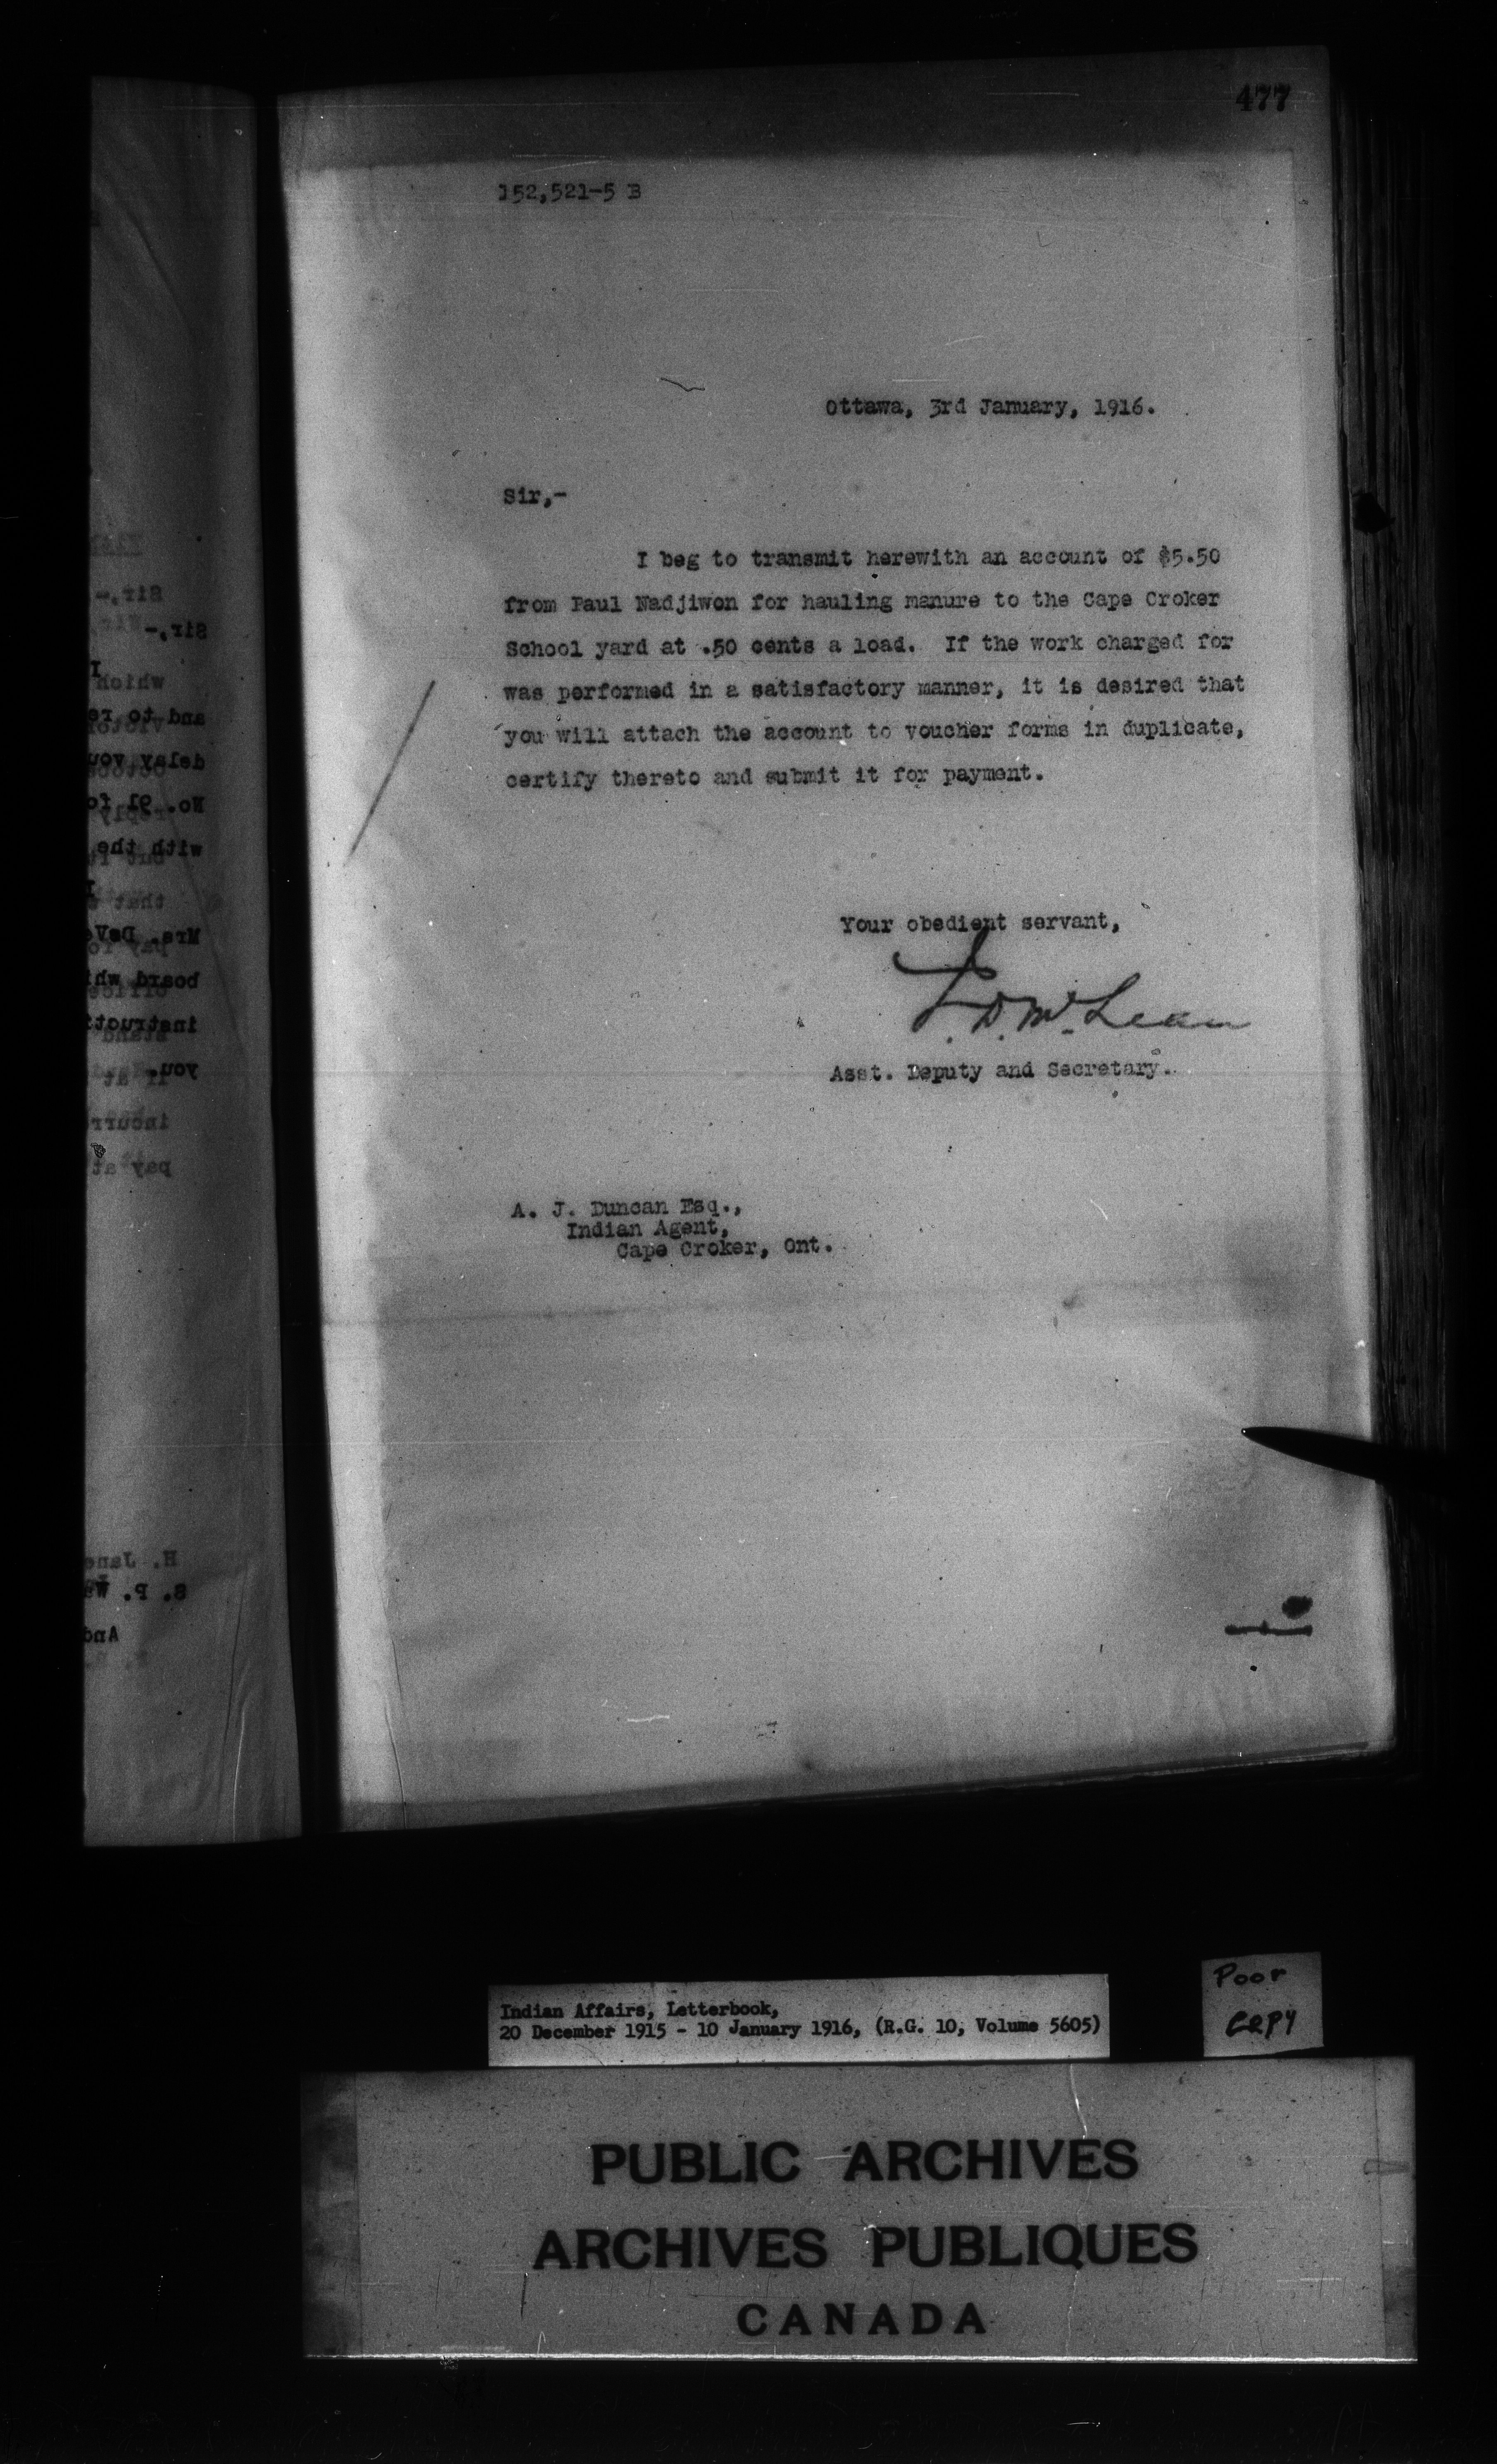 477
152,521-5 B
Ottawa, 3rd January, 1916.
Sir,-
I beg to transmit herewith an account of $5.50
from Paul Nadjiwon for hauling manure to the Cape Croker
School yard at .50 cents a load. If the work charged for
was performed in a satisfactory manner, it is desired that
you will attach the account to voucher forms in duplicate,
certify thereto and submit it for payment.
Your obedient servant,
J. D. McLean
Asst. Deputy and Secretary.
A. J. Duncan Esq.,
Indian Agent,
Cape Croker, Ont.
Indian Affairs, Letterbook,
20 December 1915 - 10 January 1916, (R.G. 10, Volume 5605)
Poor
COPY
PUBLIC ARCHIVES
ARCHIVES PUBLIQUES
CANADA